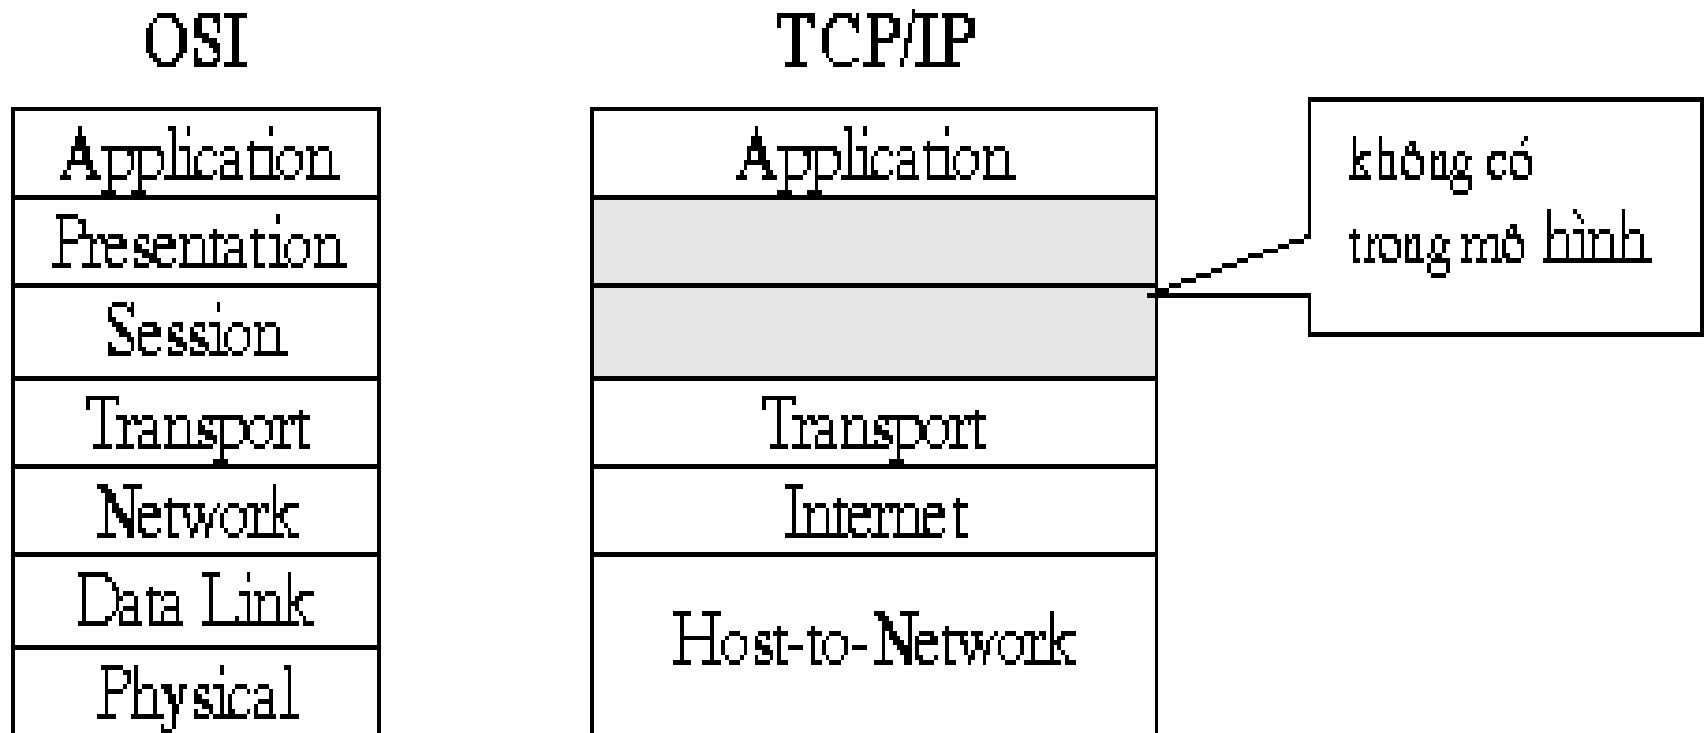 OSI
TCP/IP
Application
Presentation
Session
Transport
Network
Data Link
Physical
Application
Transport
Internet
Host-to-Network
không có
trong mô hình